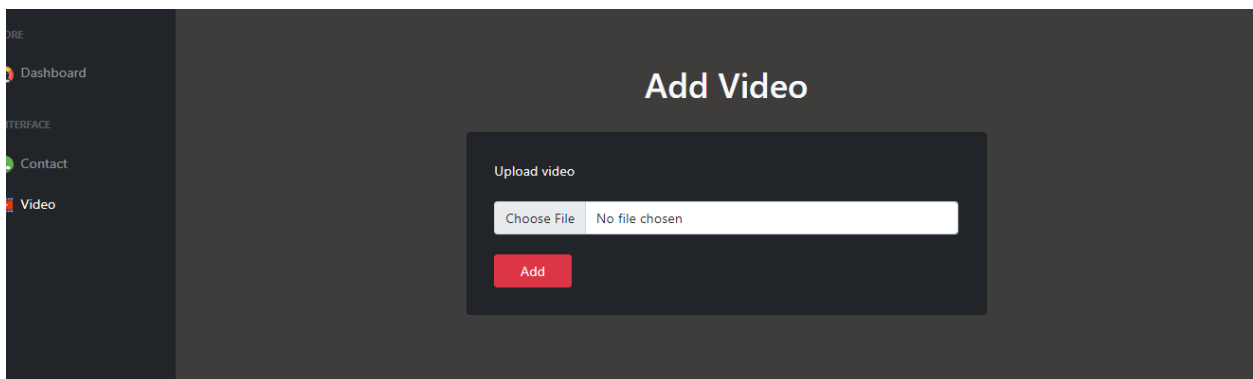 Dashboard
Contact
Video
Add Video
Upload video
Choose File No file chosen
Add